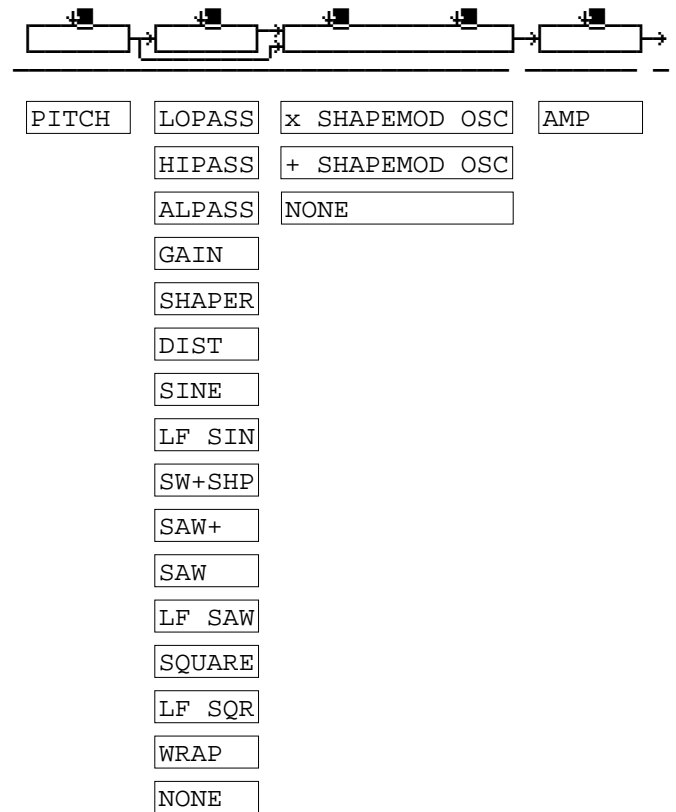 PITCH LOPASS x SHAPEMOD OSC AMP
HIPASS + SHAPEMOD OSC
ALPASS NONE
GAIN
SHAPER
DIST
SINE
LF SIN
SW+SHP
SAW+
SAW
LF SAW
SQUARE
LF SQR
WRAP
NONE